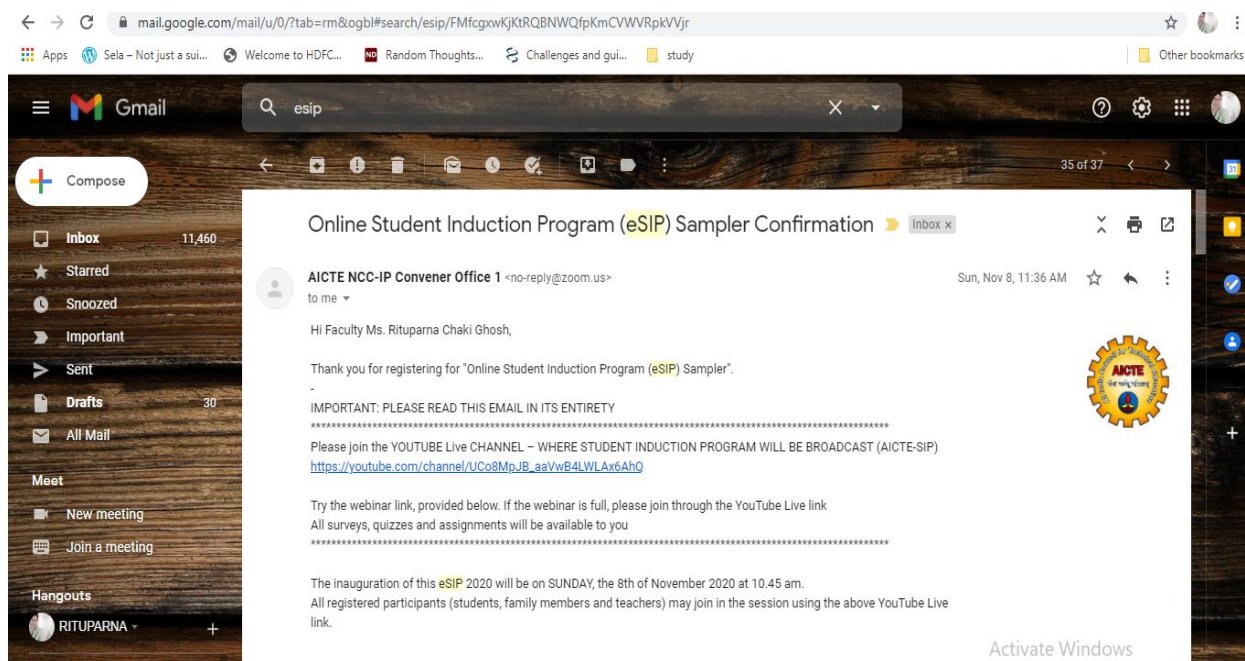 mail.google.com/mail/u/0/?tab=rm&ogbl#search/esip/FMfcgxwKjKtRQBNWQfpKmCVWVRpkVVjr
Apps Sela – Not just a sui... Welcome to HDFC... ND Random Thoughts... Challenges and gui... study Other bookmarks
Gmail esip
Compose 35 of 37
31
Online Student Induction Program (eSIP) Sampler Confirmation Inbox x
Inbox 11,460
Starred
Snoozed
Important
Sent
Drafts 30
All Mail
Meet
New meeting
Join a meeting
Hangouts
RITUPARNA +
AICTE NCC-IP Convener Office 1 <no-reply@zoom.us> Sun, Nov 8, 11:36 AM
to me
Hi Faculty Ms. Rituparna Chaki Ghosh,
Thank you for registering for "Online Student Induction Program (eSIP) Sampler".
-
IMPORTANT: PLEASE READ THIS EMAIL IN ITS ENTIRETY
AICTE
Please join the YOUTUBE Live CHANNEL – WHERE STUDENT INDUCTION PROGRAM WILL BE BROADCAST (AICTE-SIP)
https://youtube.com/channel/UCo8MpJB_aaVwB4LWLAx6AhQ
Try the webinar link, provided below. If the webinar is full, please join through the YouTube Live link
All surveys, quizzes and assignments will be available to you
The inauguration of this eSIP 2020 will be on SUNDAY, the 8th of November 2020 at 10.45 am.
All registered participants (students, family members and teachers) may join in the session using the above YouTube Live
link.
Activate Windows